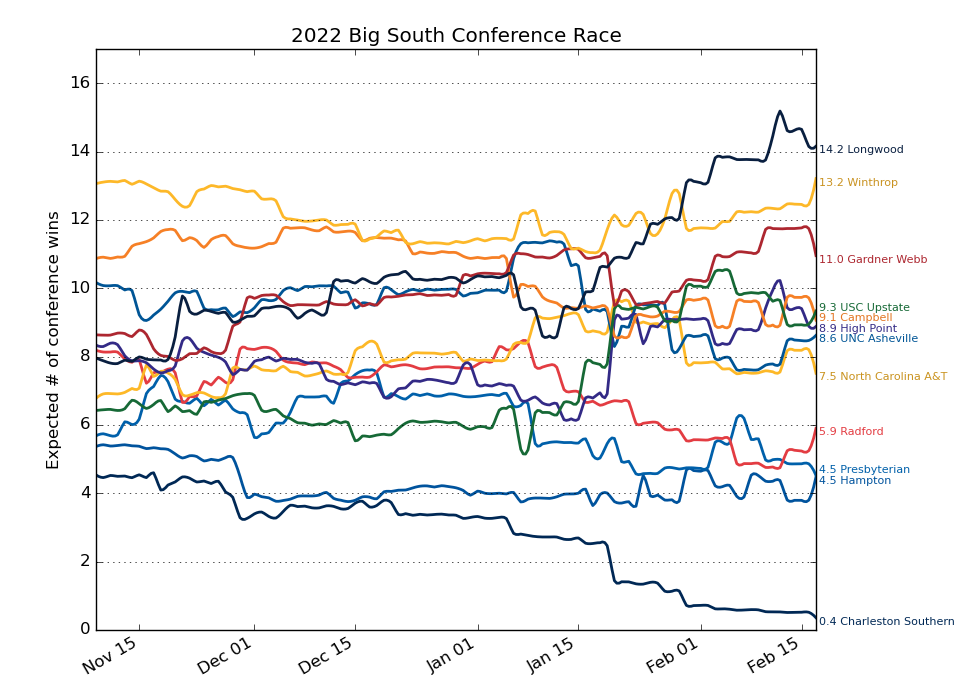 2022 Big South Conference Race
Expected # of conference wins
16
14
12
10
8
6
4
2
0
14.2 Longwood
13.2 Winthrop
11.0 Gardner Webb
9.3 USC Upstate
9.1 Campbell
8.9 High Point
8.6 UNC Asheville
7.5 North Carolina A&T
5.9 Radford
4.5 Presbyterian
4.5 Hampton
0.4 Charleston Southern
Nov 15
Dec 01
Dec 15
Jan 01
Jan 15
Feb 01
Feb 15